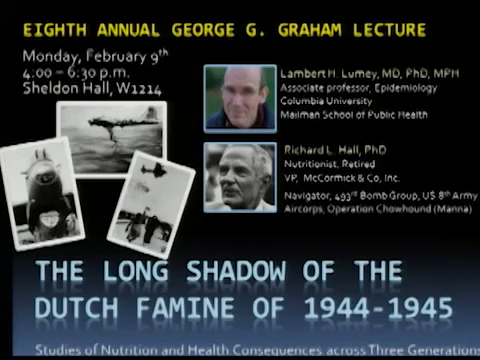 EIGHTH ANNUAL GEORGE G. GRAHAM LECTURE
Monday, February 9th
4:00 – 6:30 p.m.
Sheldon Hall, W1214
Lambert H. Lumey, MD, PhD, MPH
Associate professor, Epidemiology
Columbia University
Mailman School of Public Health
Richard L. Hall, PhD
Nutritionist, Retired
VP, McCormick & Co, Inc.
Navigator, 493rd Bomb Group, US 8th Army
Aircorps, Operation Chowhound (Manna)
THE LONG SHADOW OF THE
DUTCH FAMINE OF 1944-1945
Studies of Nutrition and Health Consequences across Three Generations